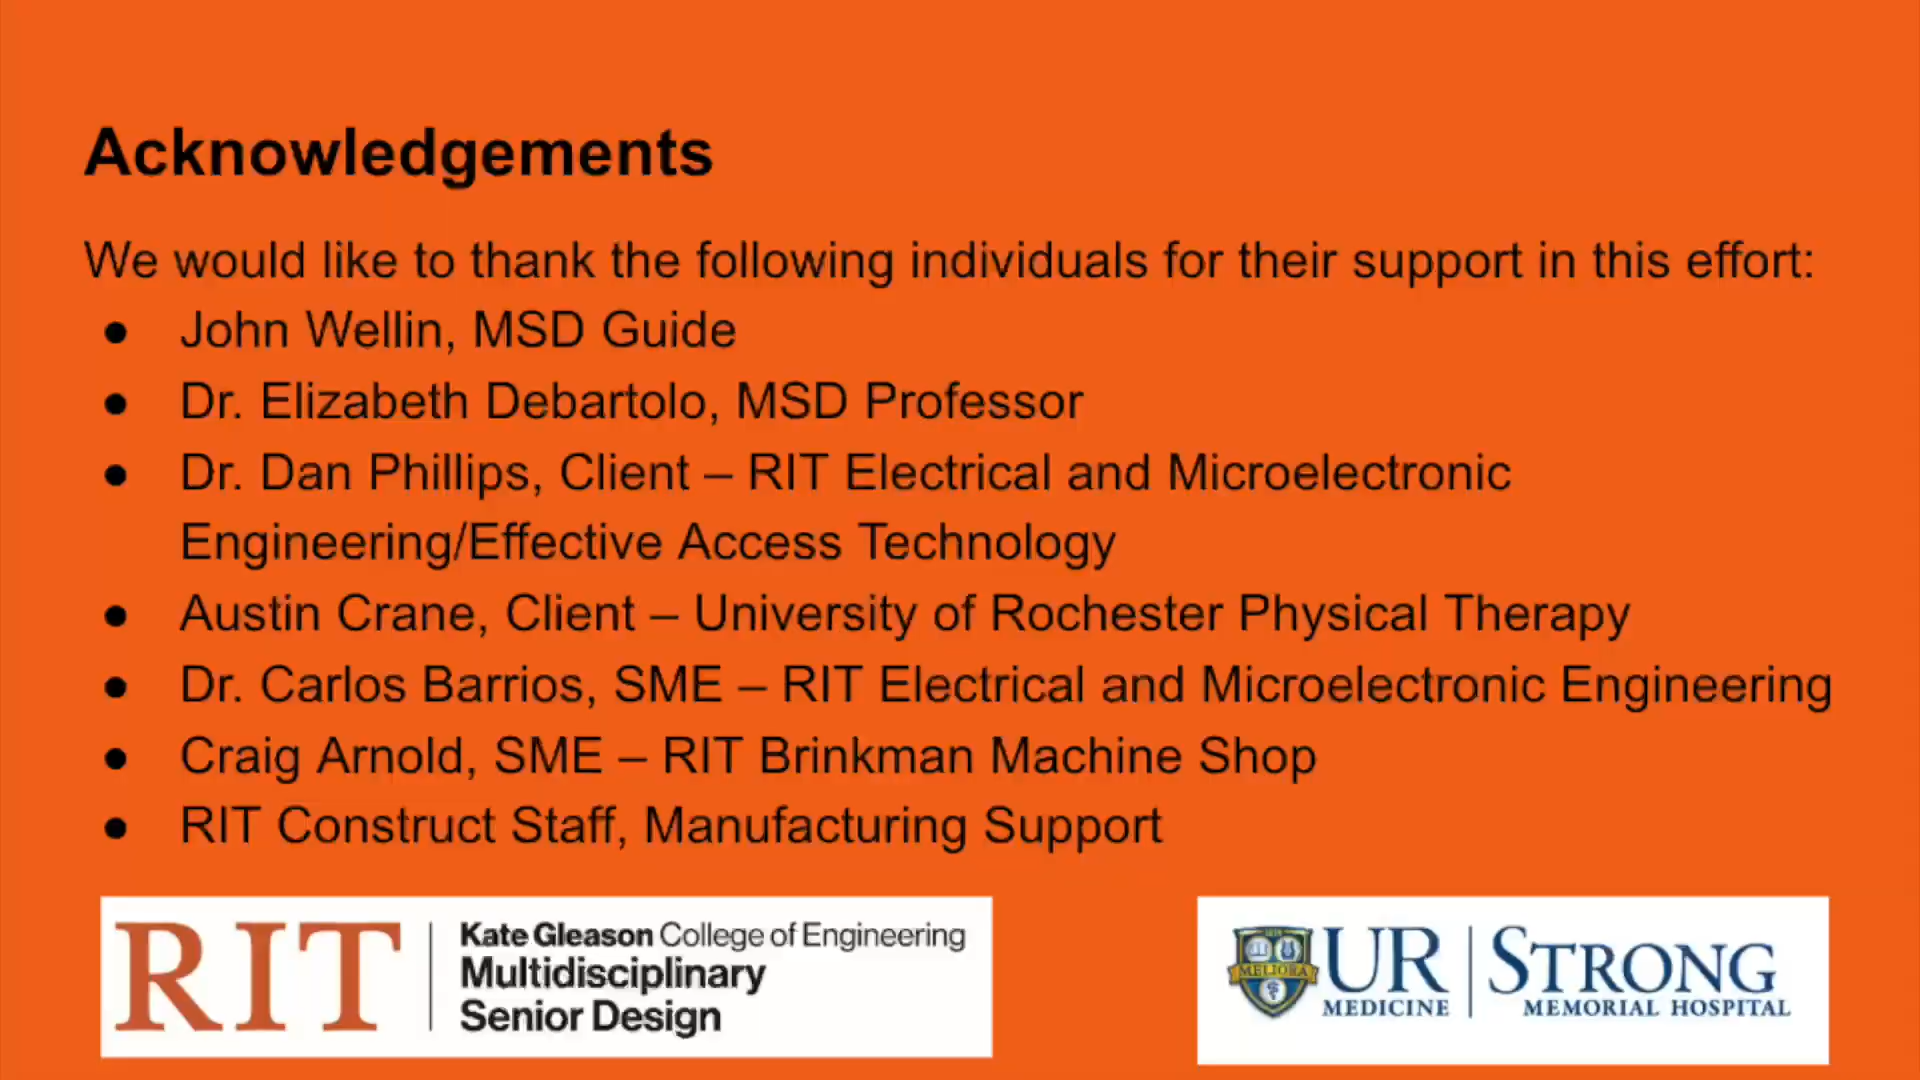 Acknowledgements
We would like to thank the following individuals for their support in this effort:
● John Wellin, MSD Guide
● Dr. Elizabeth Debartolo, MSD Professor
● Dr. Dan Phillips, Client – RIT Electrical and Microelectronic
Engineering/Effective Access Technology
● Austin Crane, Client – University of Rochester Physical Therapy
● Dr. Carlos Barrios, SME – RIT Electrical and Microelectronic Engineering
● Craig Arnold, SME – RIT Brinkman Machine Shop
● RIT Construct Staff, Manufacturing Support
RIT
Kate Gleason College of Engineering
Multidisciplinary
Senior Design
MELIORA
UR
MEDICINE
STRONG
MEMORIAL HOSPITAL